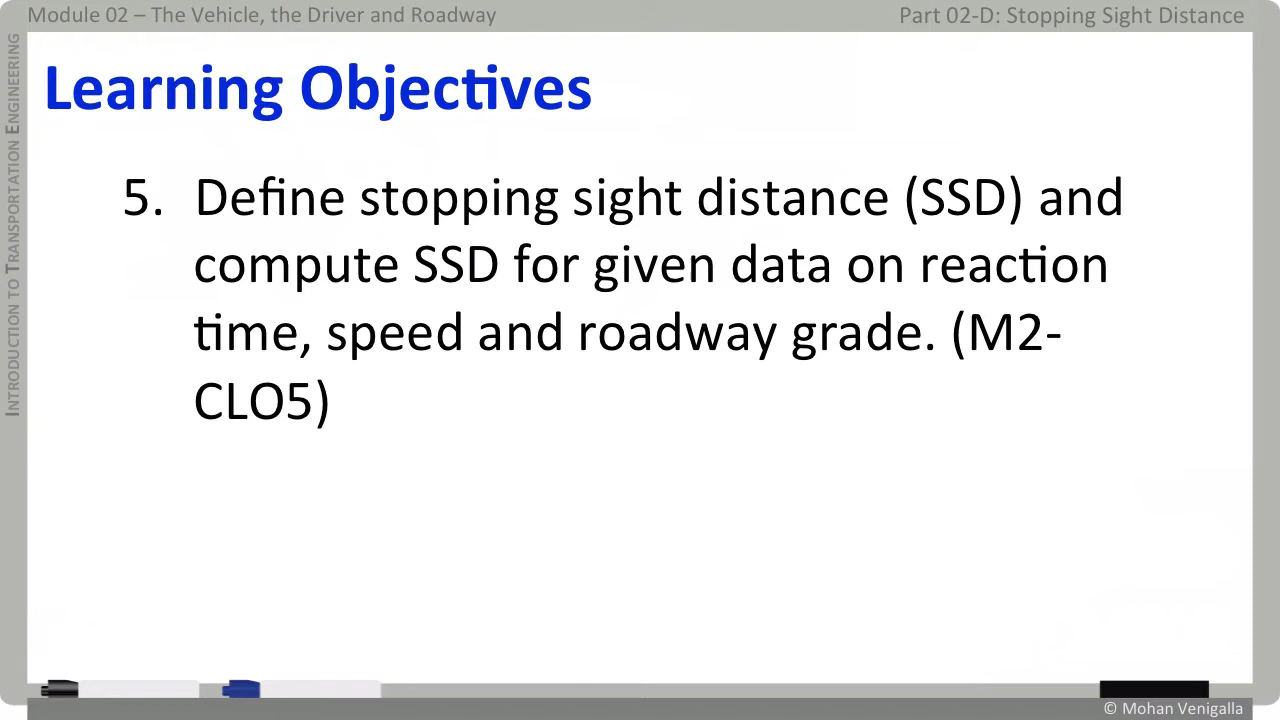 Module 02 – The Vehicle, the Driver and Roadway
Part 02-D: Stopping Sight Distance
INTRODUCTION TO TRANSPORTATION ENGINEERING
Learning Objectives
5. Define stopping sight distance (SSD) and
compute SSD for given data on reaction
time, speed and roadway grade. (M2-
CLO5)
© Mohan Venigalla